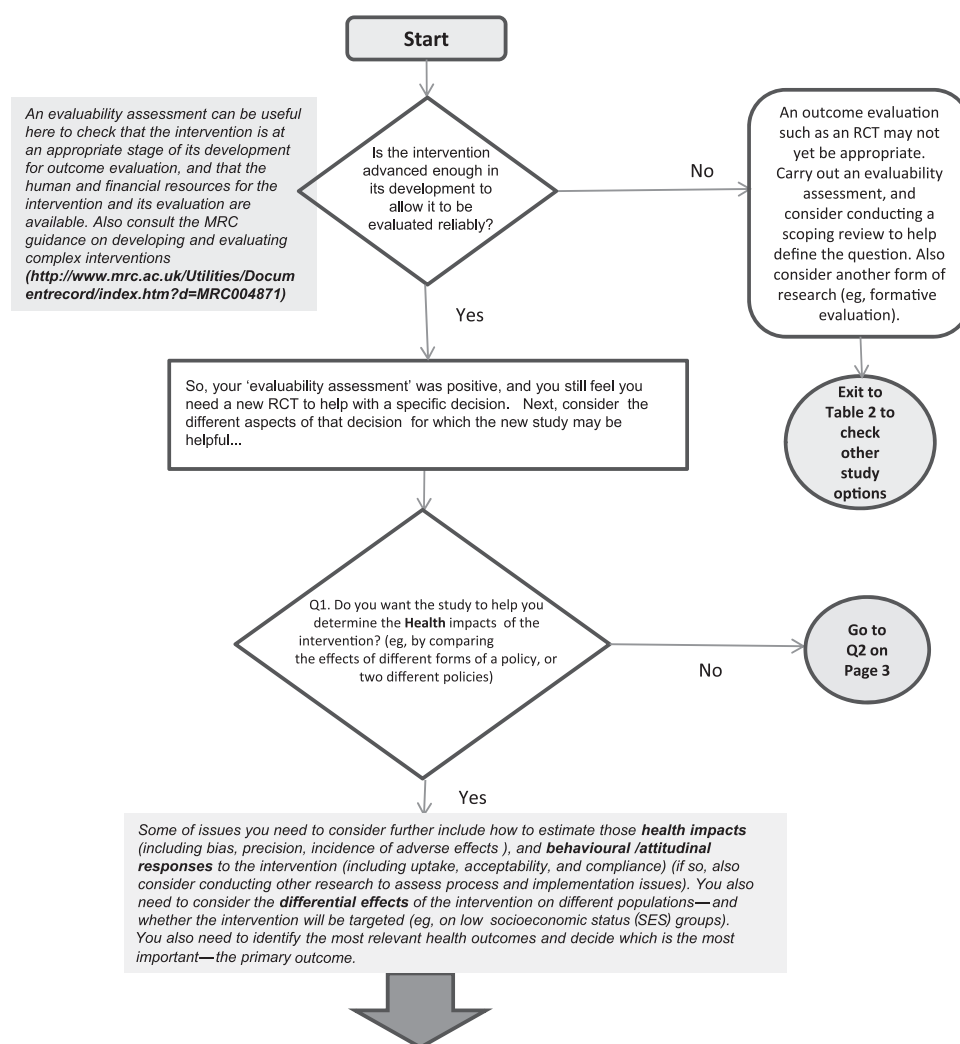 Start
An evaluability assessment can be useful
here to check that the intervention is at
an appropriate stage of its development
for outcome evaluation, and that the
human and financial resources for the
intervention and its evaluation are
available. Also consult the MRC
guidance on developing and evaluating
complex interventions
(http://www.mrc.ac.uk/Utilities/Docum
entrecord/index.htm?d=MRC004871)
Is the intervention
advanced enough in
its development to
allow it to be
evaluated reliably?
No
An outcome evaluation
such as an RCT may not
yet be appropriate.
Carry out an evaluability
assessment, and
consider conducting a
scoping review to help
define the question. Also
consider another form of
research (eg, formative
evaluation).
Yes
So, your ‘evaluability assessment’ was positive, and you still feel you
need a new RCT to help with a specific decision. Next, consider the
different aspects of that decision for which the new study may be
helpful...
Exit to
Table 2 to
check
other
study
options
Q1. Do you want the study to help you
determine the Health impacts of the
intervention? (eg, by comparing
the effects of different forms of a policy, or
two different policies)
No
Go to
Q2 on
Page 3
Yes
Some of issues you need to consider further include how to estimate those health impacts
(including bias, precision, incidence of adverse effects ), and behavioural /attitudinal
responses to the intervention (including uptake, acceptability, and compliance) (if so, also
consider conducting other research to assess process and implementation issues). You also
need to consider the differential effects of the intervention on different populations—and
whether the intervention will be targeted (eg, on low socioeconomic status (SES) groups).
You also need to identify the most relevant health outcomes and decide which is the most
important—the primary outcome.